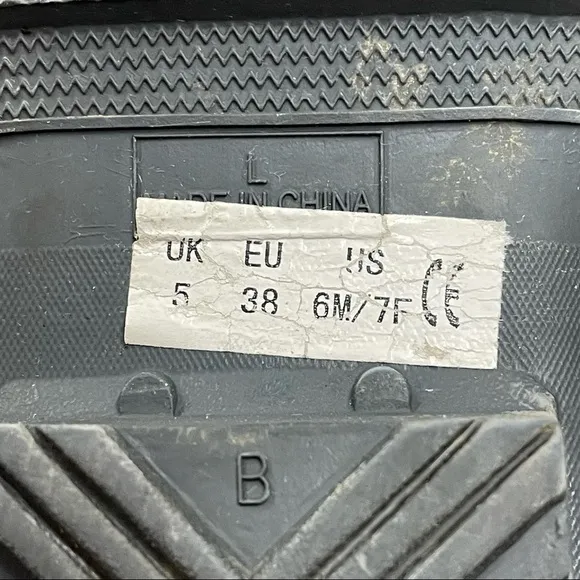 L
MADE IN CHINA
UK EU US
5 38 6M/7F CE
B